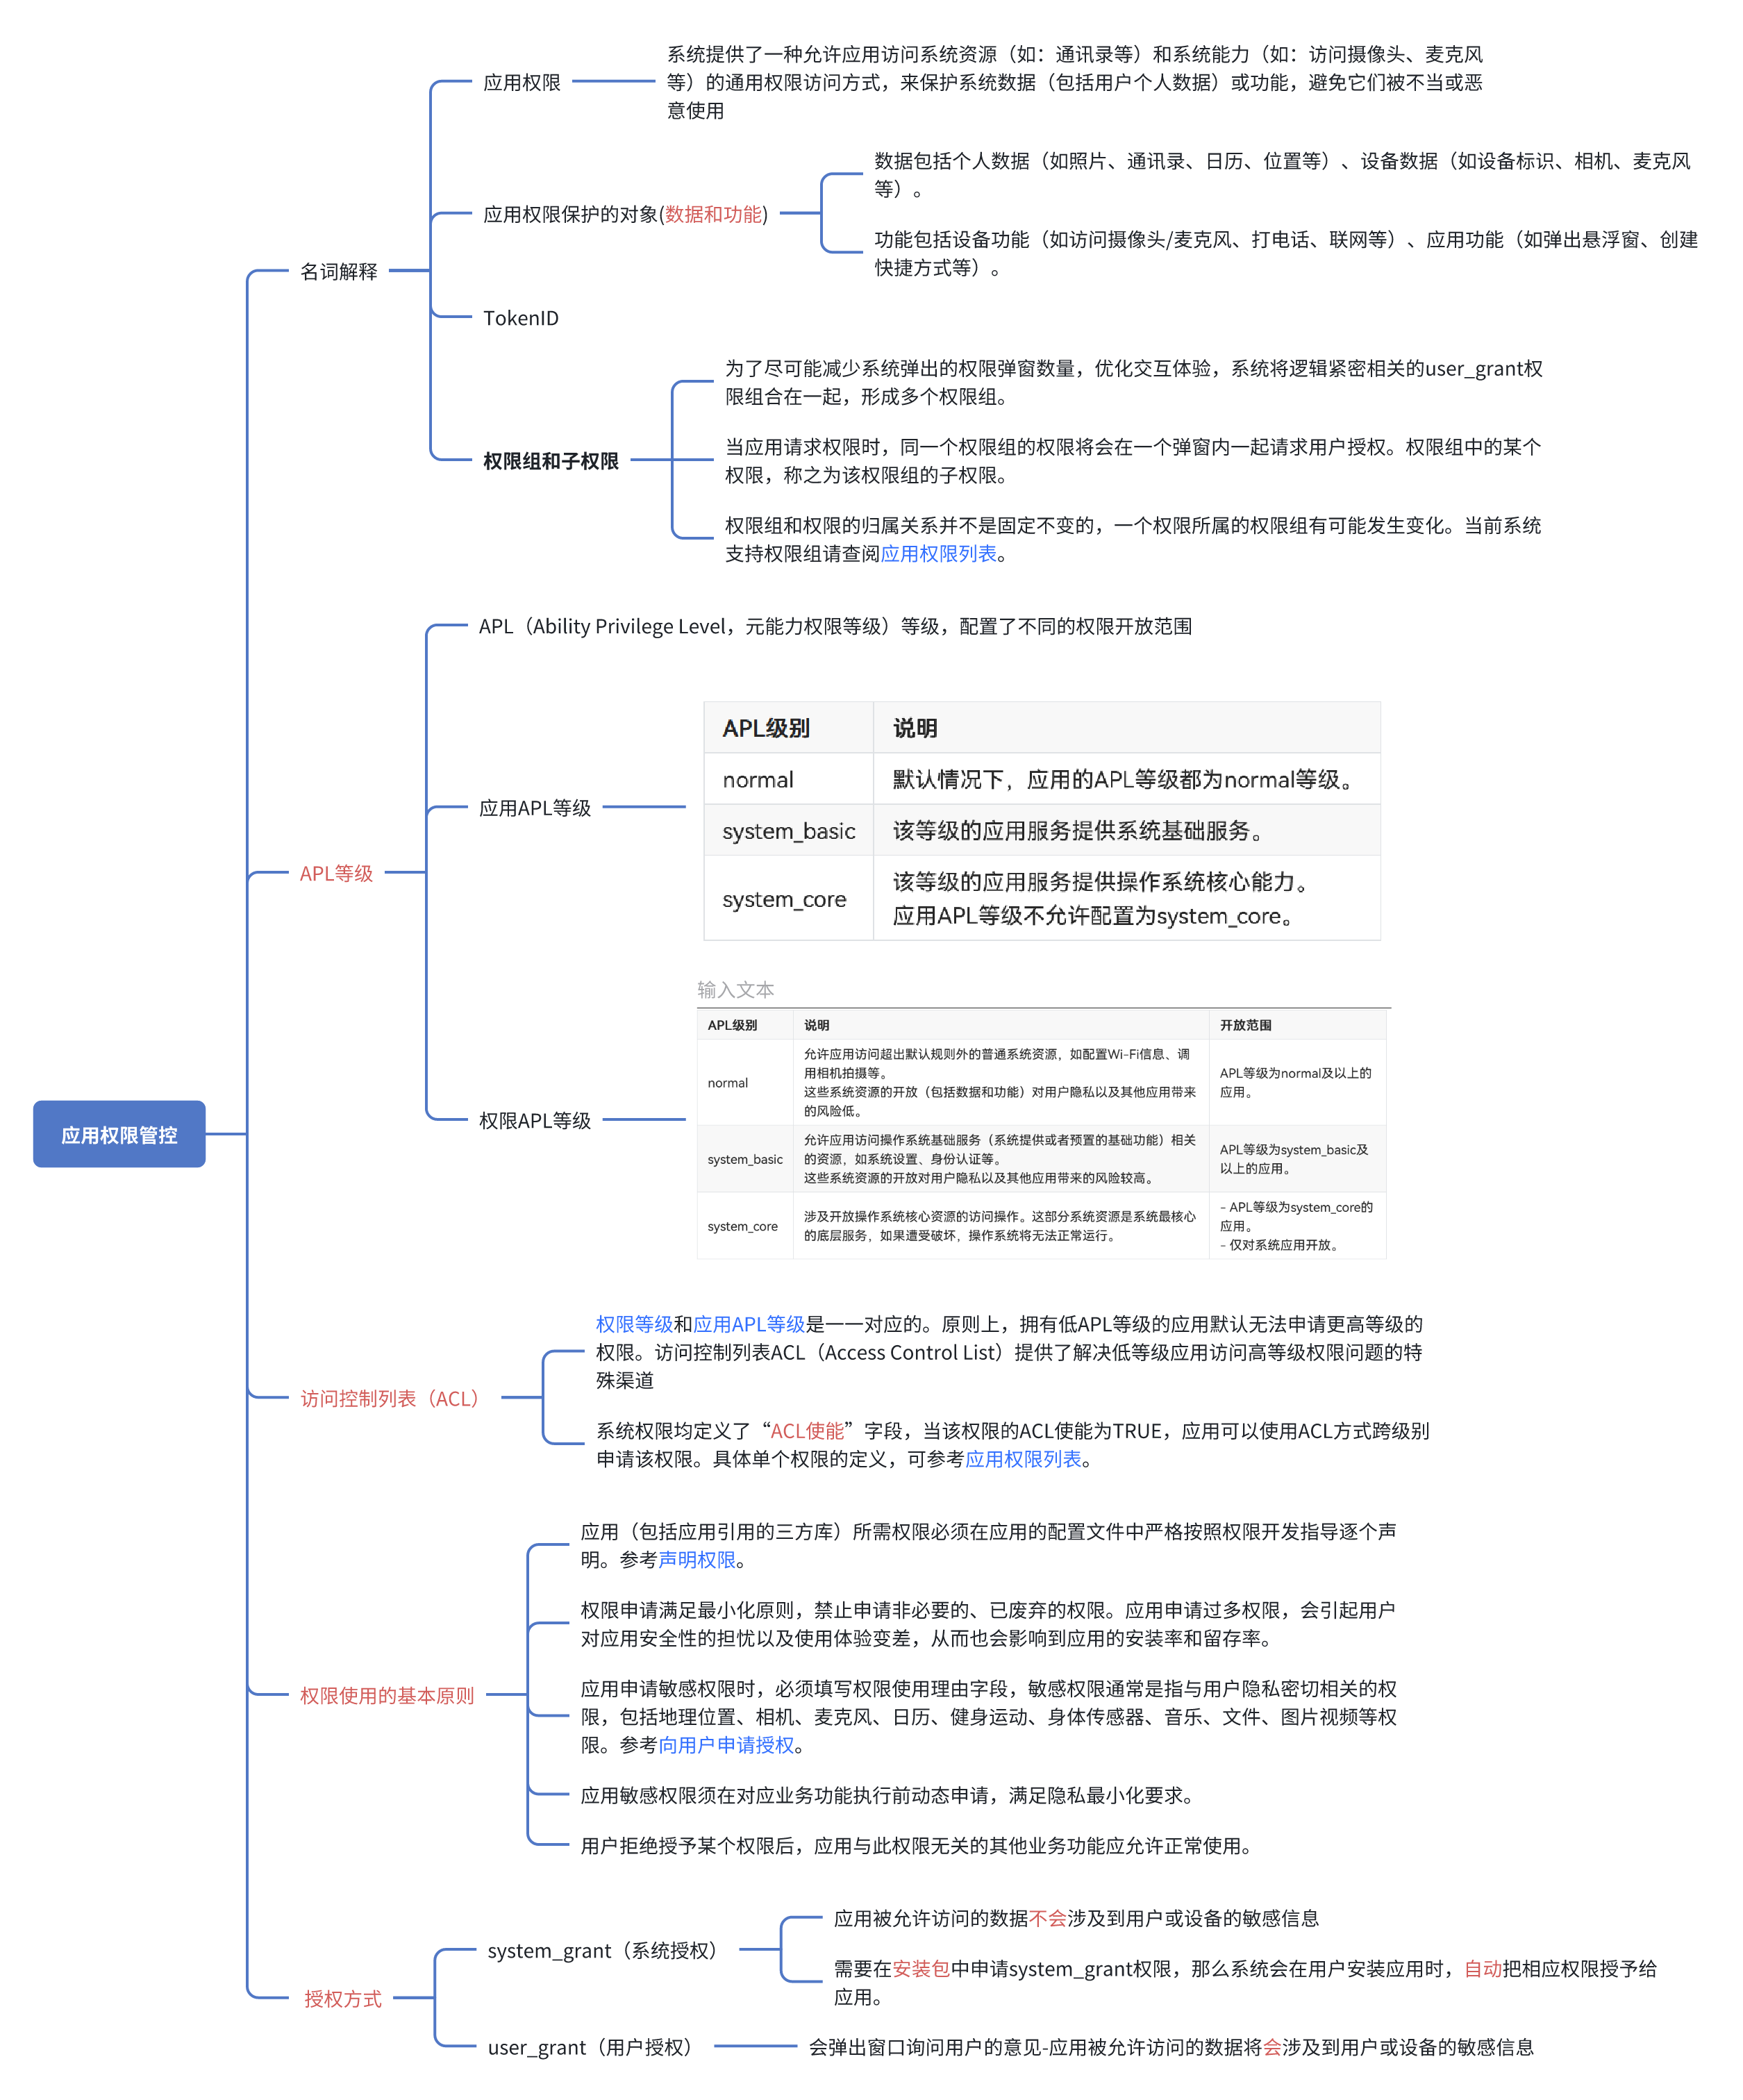 应用权限管控
名词解释
应用权限
系统提供了一种允许应用访问系统资源（如：通讯录等）和系统能力（如：访问摄像头、麦克风
等）的通用权限访问方式，来保护系统数据（包括用户个人数据）或功能，避免它们被不当或恶
意使用
应用权限保护的对象(数据和功能)
数据包括个人数据（如照片、通讯录、日历、位置等）、设备数据（如设备标识、相机、麦克风
等）。
功能包括设备功能（如访问摄像头/麦克风、打电话、联网等）、应用功能（如弹出悬浮窗、创建
快捷方式等）。
TokenID
权限组和子权限
为了尽可能减少系统弹出的权限弹窗数量，优化交互体验，系统将逻辑紧密相关的user_grant权
限组合在一起，形成多个权限组。
当应用请求权限时，同一个权限组的权限将会在一个弹窗内一起请求用户授权。权限组中的某个
权限，称之为该权限组的子权限。
权限组和权限的归属关系并不是固定不变的，一个权限所属的权限组有可能发生变化。当前系统
支持权限组请查阅应用权限列表。
APL等级
APL（Ability Privilege Level，元能力权限等级）等级，配置了不同的权限开放范围
应用APL等级
APL级别 说明
normal 默认情况下，应用的APL等级都为normal等级。
system_basic 该等级的应用服务提供系统基础服务。
system_core 该等级的应用服务提供操作系统核心能力。
应用APL等级不允许配置为system_core。
权限APL等级
输入文本
APL级别 说明 开放范围
normal
允许应用访问超出默认规则外的普通系统资源，如配置Wi-Fi信息、调
用相机拍摄等。
这些系统资源的开放（包括数据和功能）对用户隐私以及其他应用带来
的风险低。
APL等级为normal及以上的
应用。
system_basic
允许应用访问操作系统基础服务（系统提供或者预置的基础功能）相关
的资源，如系统设置、身份认证等。
这些系统资源的开放对用户隐私以及其他应用带来的风险较高。
APL等级为system_basic及
以上的应用。
system_core
涉及开放操作系统核心资源的访问操作。这部分系统资源是系统最核心
的底层服务，如果遭受破坏，操作系统将无法正常运行。
- APL等级为system_core的
应用。
- 仅对系统应用开放。
访问控制列表（ACL）
权限等级和应用APL等级是一一对应的。原则上，拥有低APL等级的应用默认无法申请更高等级的
权限。访问控制列表ACL（Access Control List）提供了解决低等级应用访问高等级权限问题的特
殊渠道
系统权限均定义了“ACL使能”字段，当该权限的ACL使能为TRUE，应用可以使用ACL方式跨级别
申请该权限。具体单个权限的定义，可参考应用权限列表。
权限使用的基本原则
应用（包括应用引用的三方库）所需权限必须在应用的配置文件中严格按照权限开发指导逐个声
明。参考声明权限。
权限申请满足最小化原则，禁止申请非必要的、已废弃的权限。应用申请过多权限，会引起用户
对应用安全性的担忧以及使用体验变差，从而也会影响到应用的安装率和留存率。
应用申请敏感权限时，必须填写权限使用理由字段，敏感权限通常是指与用户隐私密切相关的权
限，包括地理位置、相机、麦克风、日历、健身运动、身体传感器、音乐、文件、图片视频等权
限。参考向用户申请授权。
应用敏感权限须在对应业务功能执行前动态申请，满足隐私最小化要求。
用户拒绝授予某个权限后，应用与此权限无关的其他业务功能应允许正常使用。
授权方式
system_grant（系统授权）
应用被允许访问的数据不会涉及到用户或设备的敏感信息
需要在安装包中申请system_grant权限，那么系统会在用户安装应用时，自动把相应权限授予给
应用。
user_grant（用户授权）
会弹出窗口询问用户的意见-应用被允许访问的数据将会涉及到用户或设备的敏感信息